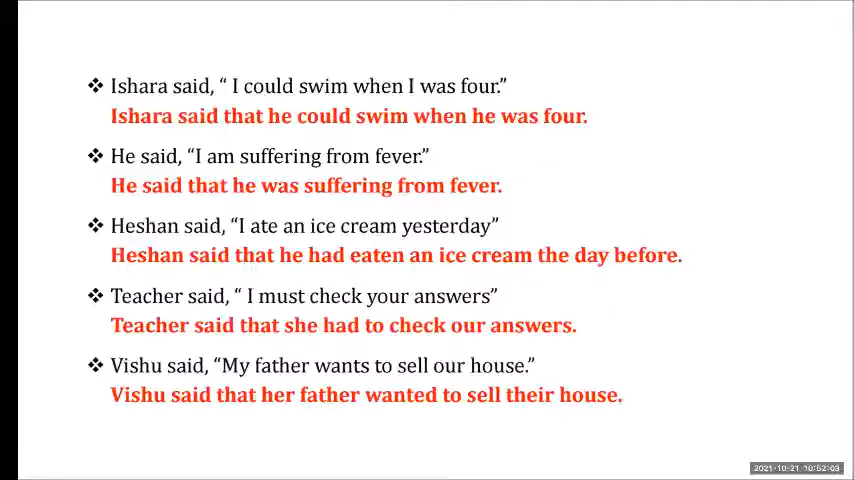 ❖ Ishara said, “ I could swim when I was four.”
Ishara said that he could swim when he was four.
❖ He said, “I am suffering from fever.”
He said that he was suffering from fever.
❖ Heshan said, “I ate an ice cream yesterday”
Heshan said that he had eaten an ice cream the day before.
❖ Teacher said, “ I must check your answers”
Teacher said that she had to check our answers.
❖ Vishu said, “My father wants to sell our house.”
Vishu said that her father wanted to sell their house.
2021-10-21 10:52:03